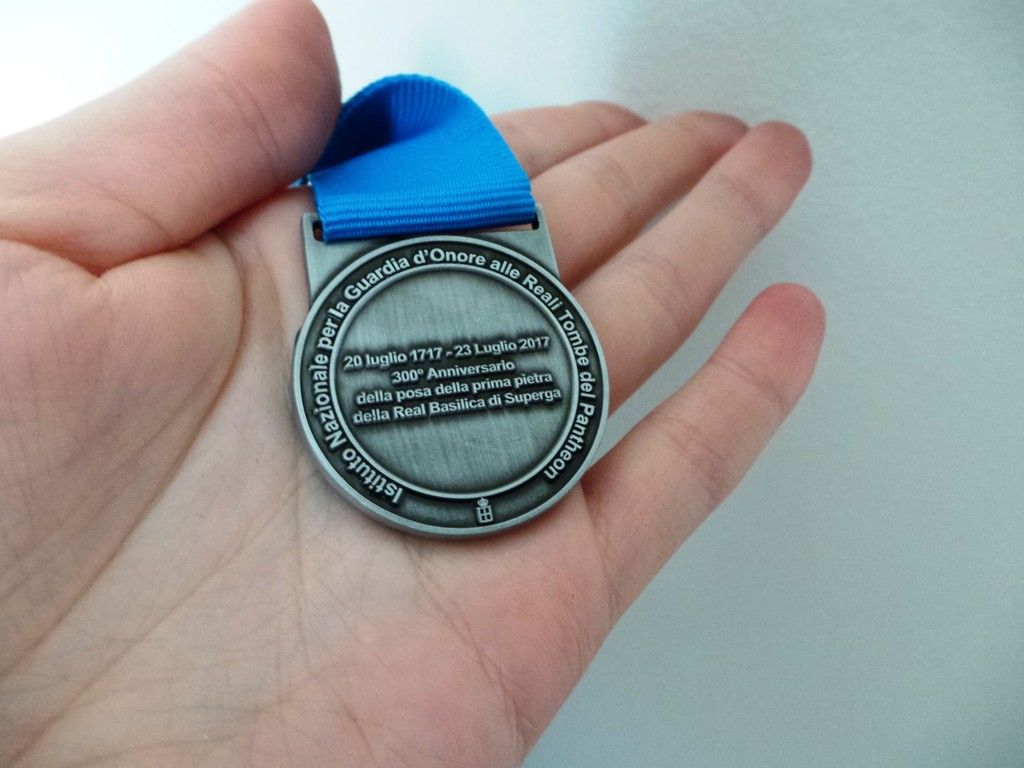 Istituto Nazionale per la Guardia d'Onore alle Reali Tombe del Pantheon
20 luglio 1717 - 23 Luglio 2017
300° Anniversario
della posa della prima pietra
della Real Basilica di Superga